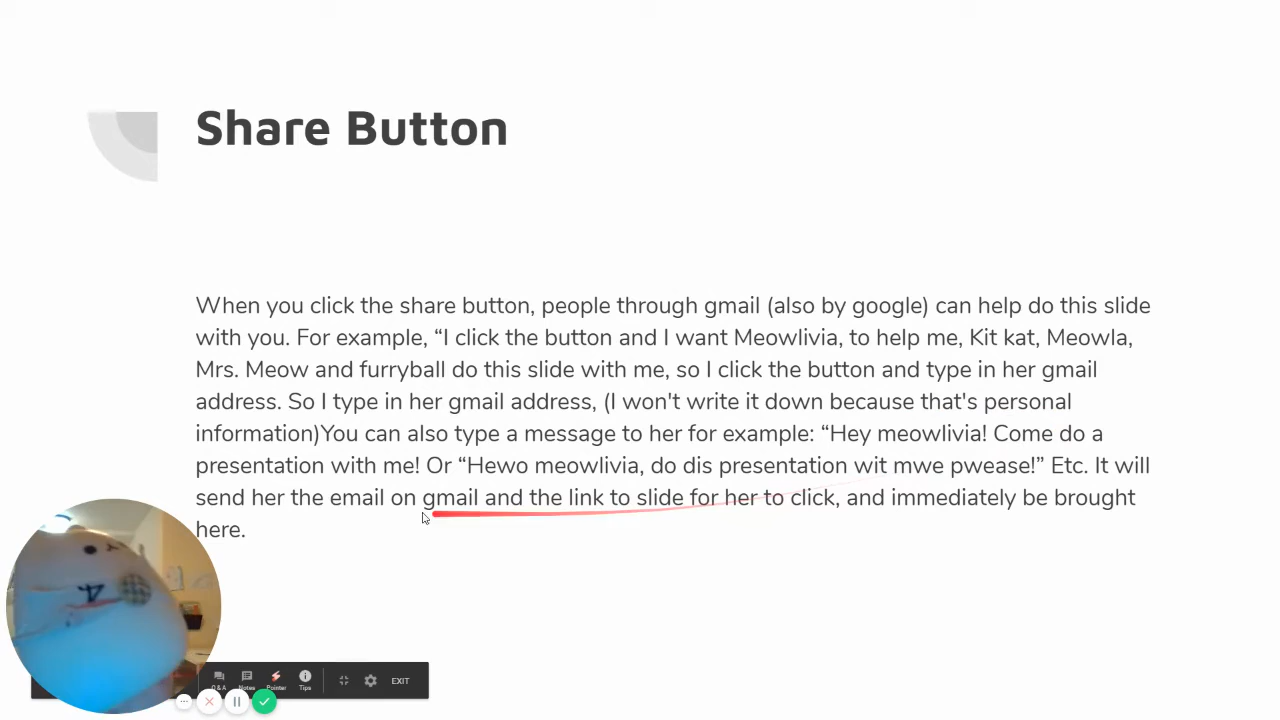 Share Button
When you click the share button, people through gmail (also by google) can help do this slide
with you. For example, “I click the button and I want Meowlivia, to help me, Kit kat, Meowla,
Mrs. Meow and furryball do this slide with me, so I click the button and type in her gmail
address. So I type in her gmail address, (I won't write it down because that's personal
information)You can also type a message to her for example: “Hey meowlivia! Come do a
presentation with me! Or “Hewo meowlivia, do dis presentation wit mwe pwease!” Etc. It will
send her the email on gmail and the link to slide for her to click, and immediately be brought
here.
Q & A Notes Pointer Tips EXIT